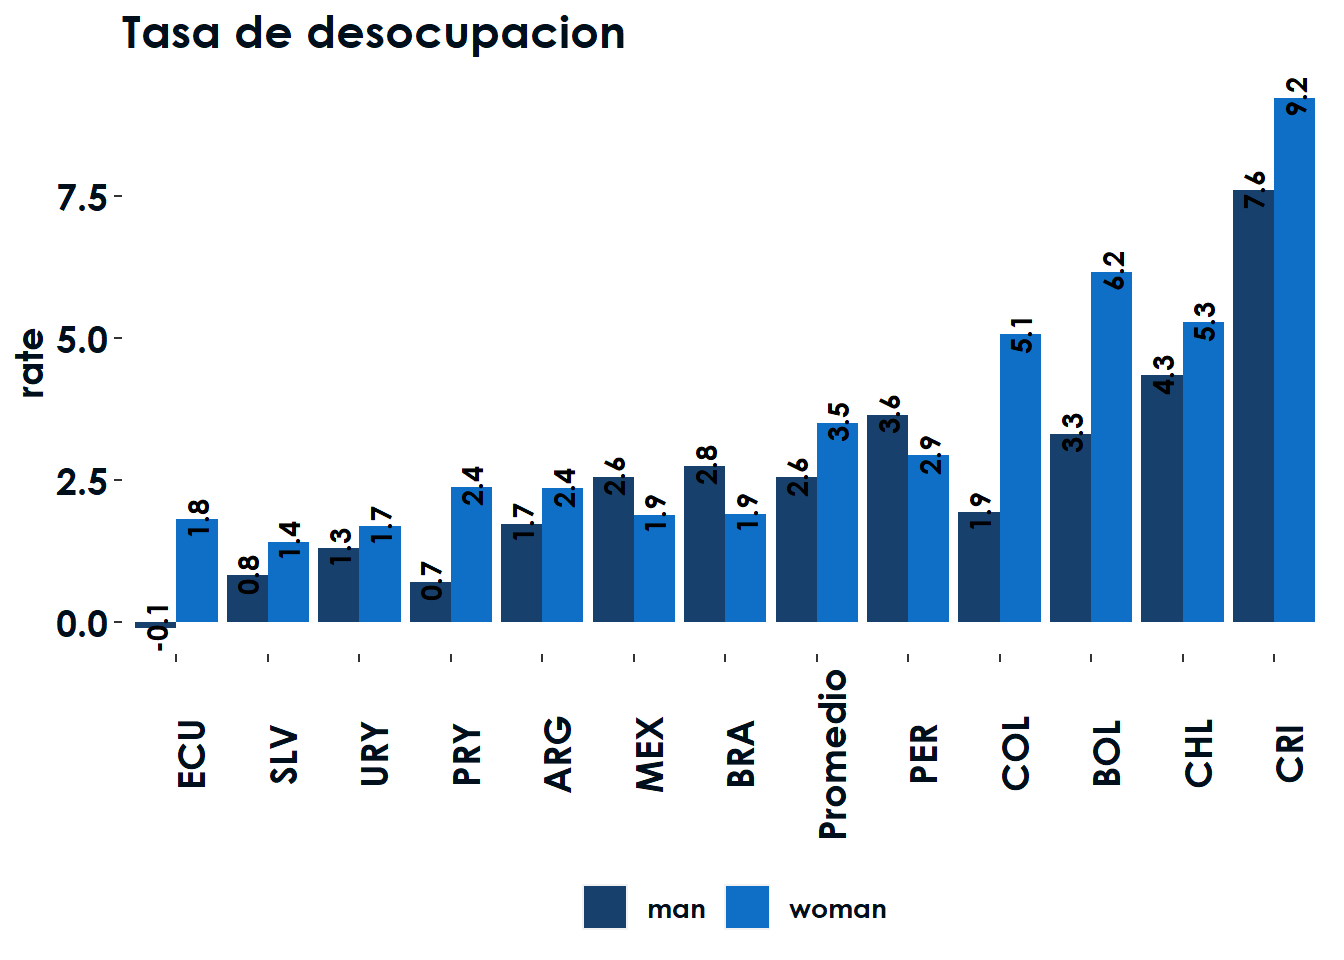 Tasa de desocupacion
rate
7.5
5.0
2.5
0.0
-0.1
1.8
0.8
1.4
1.3
1.7
0.7
2.4
1.7
2.4
2.6
1.9
2.8
1.9
2.6
3.5
3.6
2.9
1.9
5.1
3.3
6.2
4.3
5.3
7.6
9.2
ECU
SLV
URY
PRY
ARG
MEX
BRA
Promedio
PER
COL
BOL
CHL
CRI
man
woman